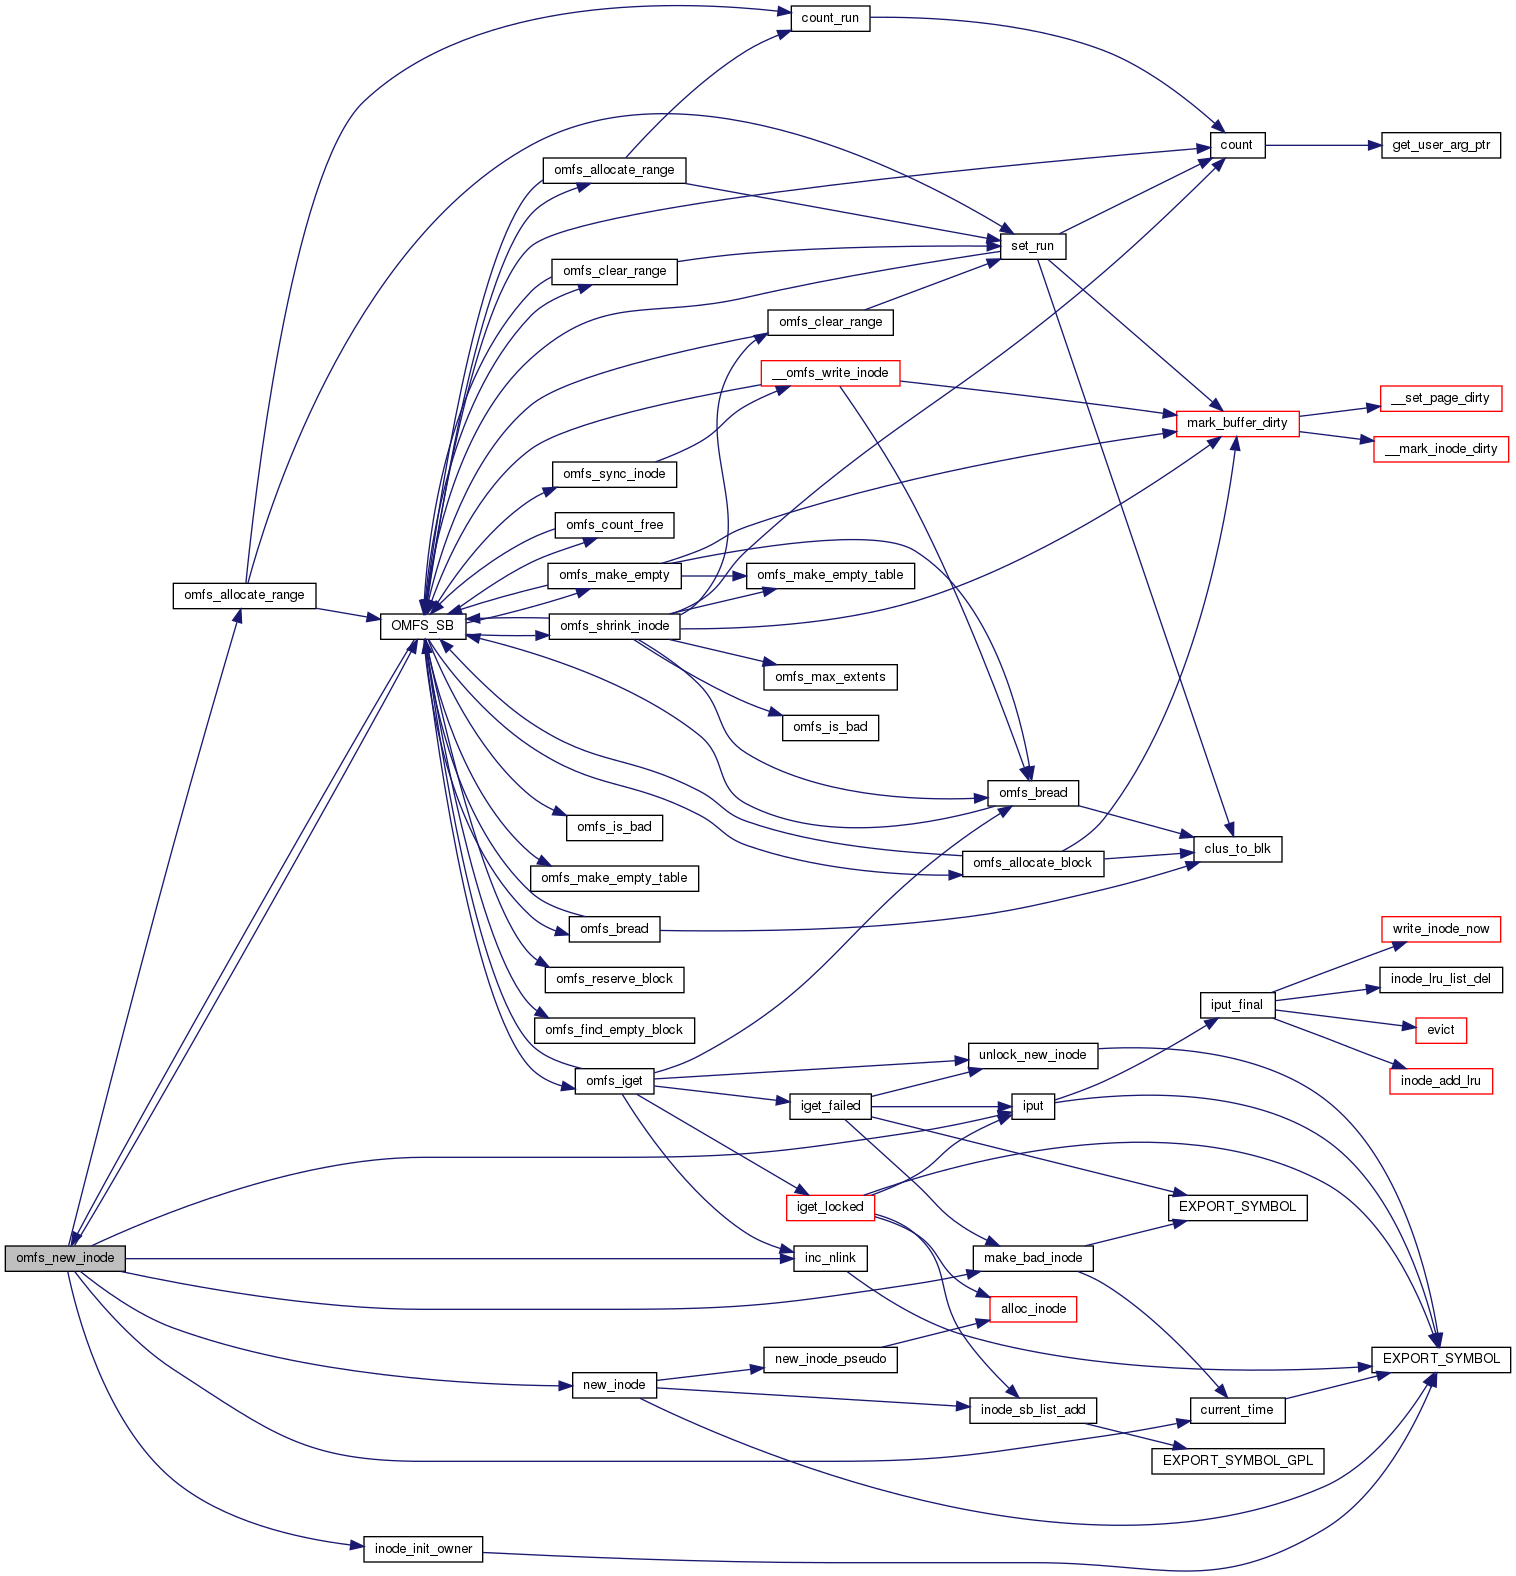 count_run
count
get_user_arg_ptr
omfs_allocate_range
set_run
omfs_clear_range
omfs_clear_range
__omfs_write_inode
__set_page_dirty
mark_buffer_dirty
__mark_inode_dirty
omfs_sync_inode
omfs_count_free
omfs_make_empty
omfs_make_empty_table
omfs_allocate_range
OMFS_SB
omfs_shrink_inode
omfs_max_extents
omfs_is_bad
omfs_bread
omfs_is_bad
clus_to_blk
omfs_allocate_block
omfs_make_empty_table
omfs_bread
write_inode_now
omfs_reserve_block
inode_lru_list_del
iput_final
omfs_find_empty_block
evict
unlock_new_inode
omfs_iget
inode_add_lru
iget_failed
iput
iget_locked
EXPORT_SYMBOL
omfs_new_inode
inc_nlink
make_bad_inode
alloc_inode
new_inode_pseudo
EXPORT_SYMBOL
new_inode
inode_sb_list_add
current_time
EXPORT_SYMBOL_GPL
inode_init_owner